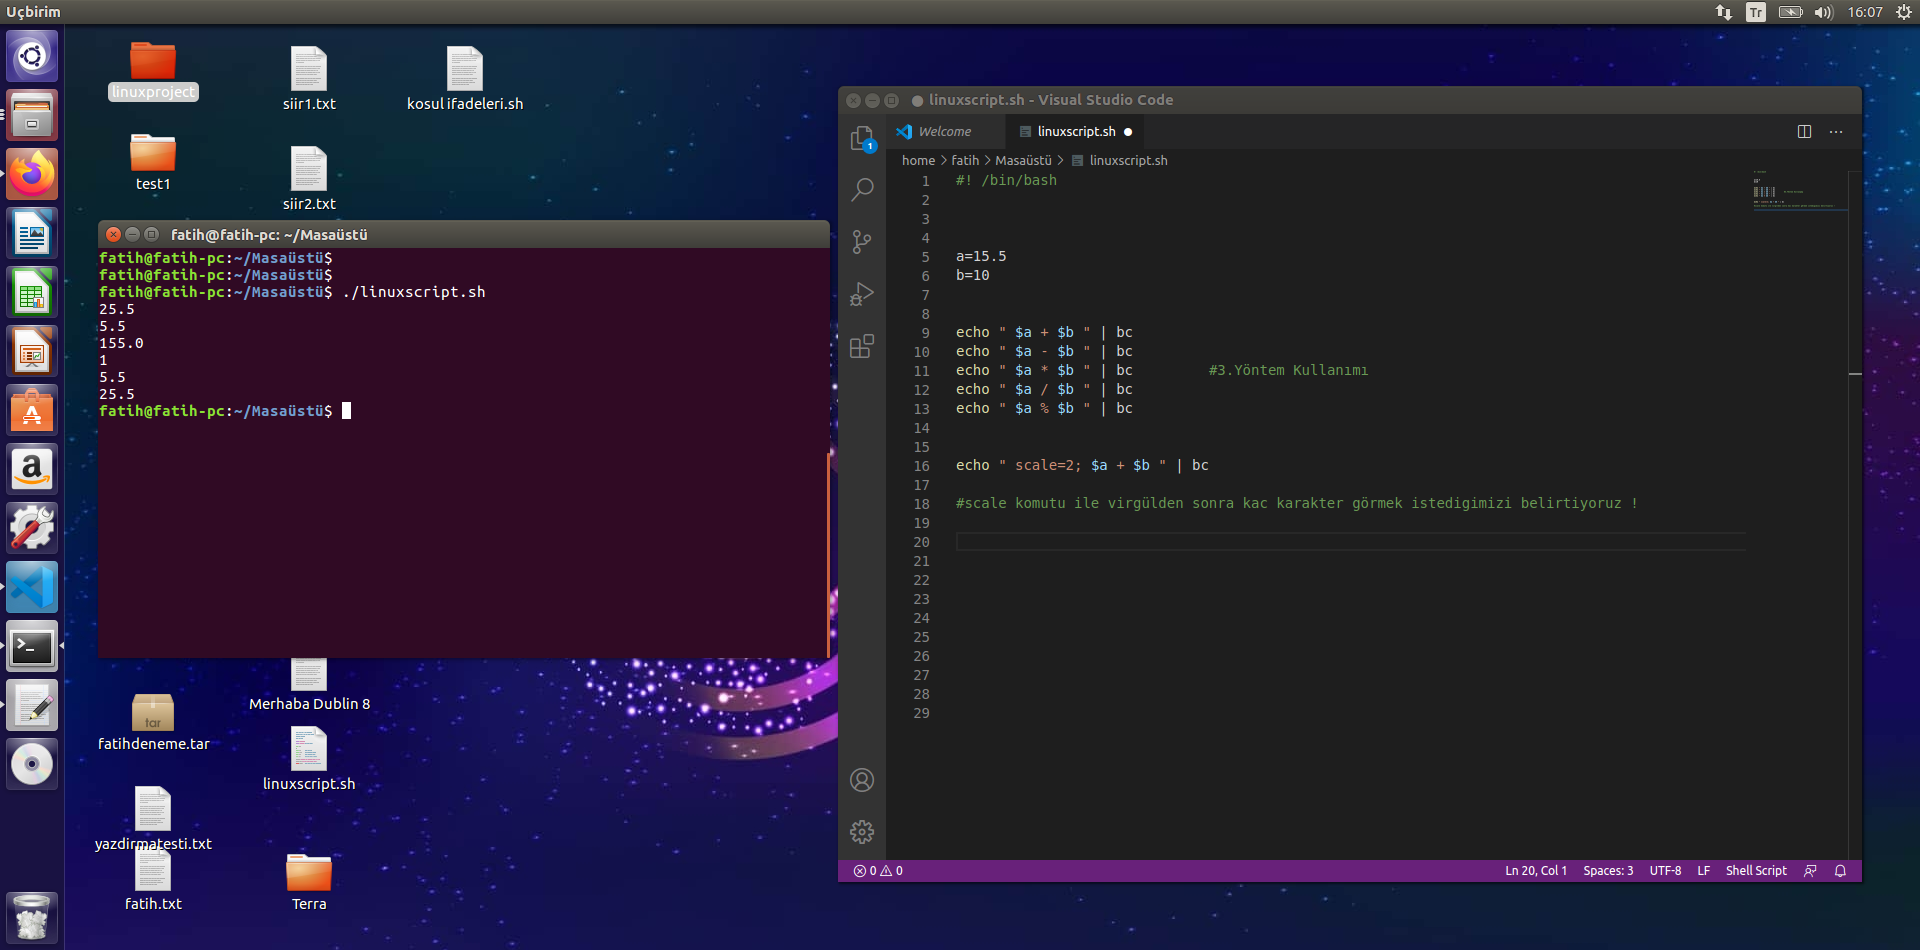 Uçbirim
Tr
16:07
linuxproject
siir1.txt
kosul ifadeleri.sh
test1
siir2.txt
fatih@fatih-pc: ~/Masaüstü
fatih@fatih-pc:~/Masaüstü$
fatih@fatih-pc:~/Masaüstü$
fatih@fatih-pc:~/Masaüstü$ ./linuxscript.sh
25.5
5.5
155.0
1
5.5
25.5
fatih@fatih-pc:~/Masaüstü$
Merhaba Dublin 8
tar
fatihdeneme.tar
linuxscript.sh
yazdirmatesti.txt
fatih.txt
Terra
linuxscript.sh - Visual Studio Code
1
Welcome
linuxscript.sh
home > fatih > Masaüstü > linuxscript.sh
1 #! /bin/bash
2
3
4
5 a=15.5
6 b=10
7
8
9 echo " $a + $b " | bc
10 echo " $a - $b " | bc
11 echo " $a * $b " | bc #3.Yöntem Kullanımı
12 echo " $a / $b " | bc
13 echo " $a % $b " | bc
14
15
16 echo " scale=2; $a + $b " | bc
17
18 #scale komutu ile virgülden sonra kac karakter görmek istedigimizi belirtiyoruz !
19
20
21
22
23
24
25
26
27
28
29
0 0
Ln 20, Col 1 Spaces: 3 UTF-8 LF Shell Script